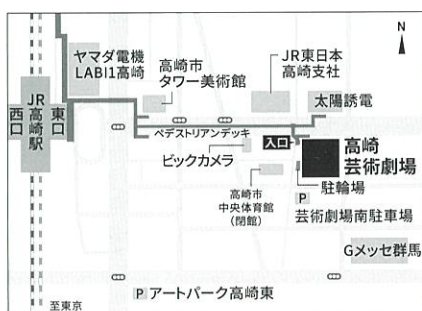 N
ヤマダ電機
LABI1高崎
高崎市
タワー美術館
JR東日本
高崎支社
太陽誘電
西口
JR高崎駅
東口
ペデストリアンデッキ
入口
高崎
芸術劇場
ビックカメラ
駐輪場
高崎市
中央体育館
(閉館)
P
芸術劇場南駐車場
Gメッセ群馬
P アートパーク高崎東
至東京